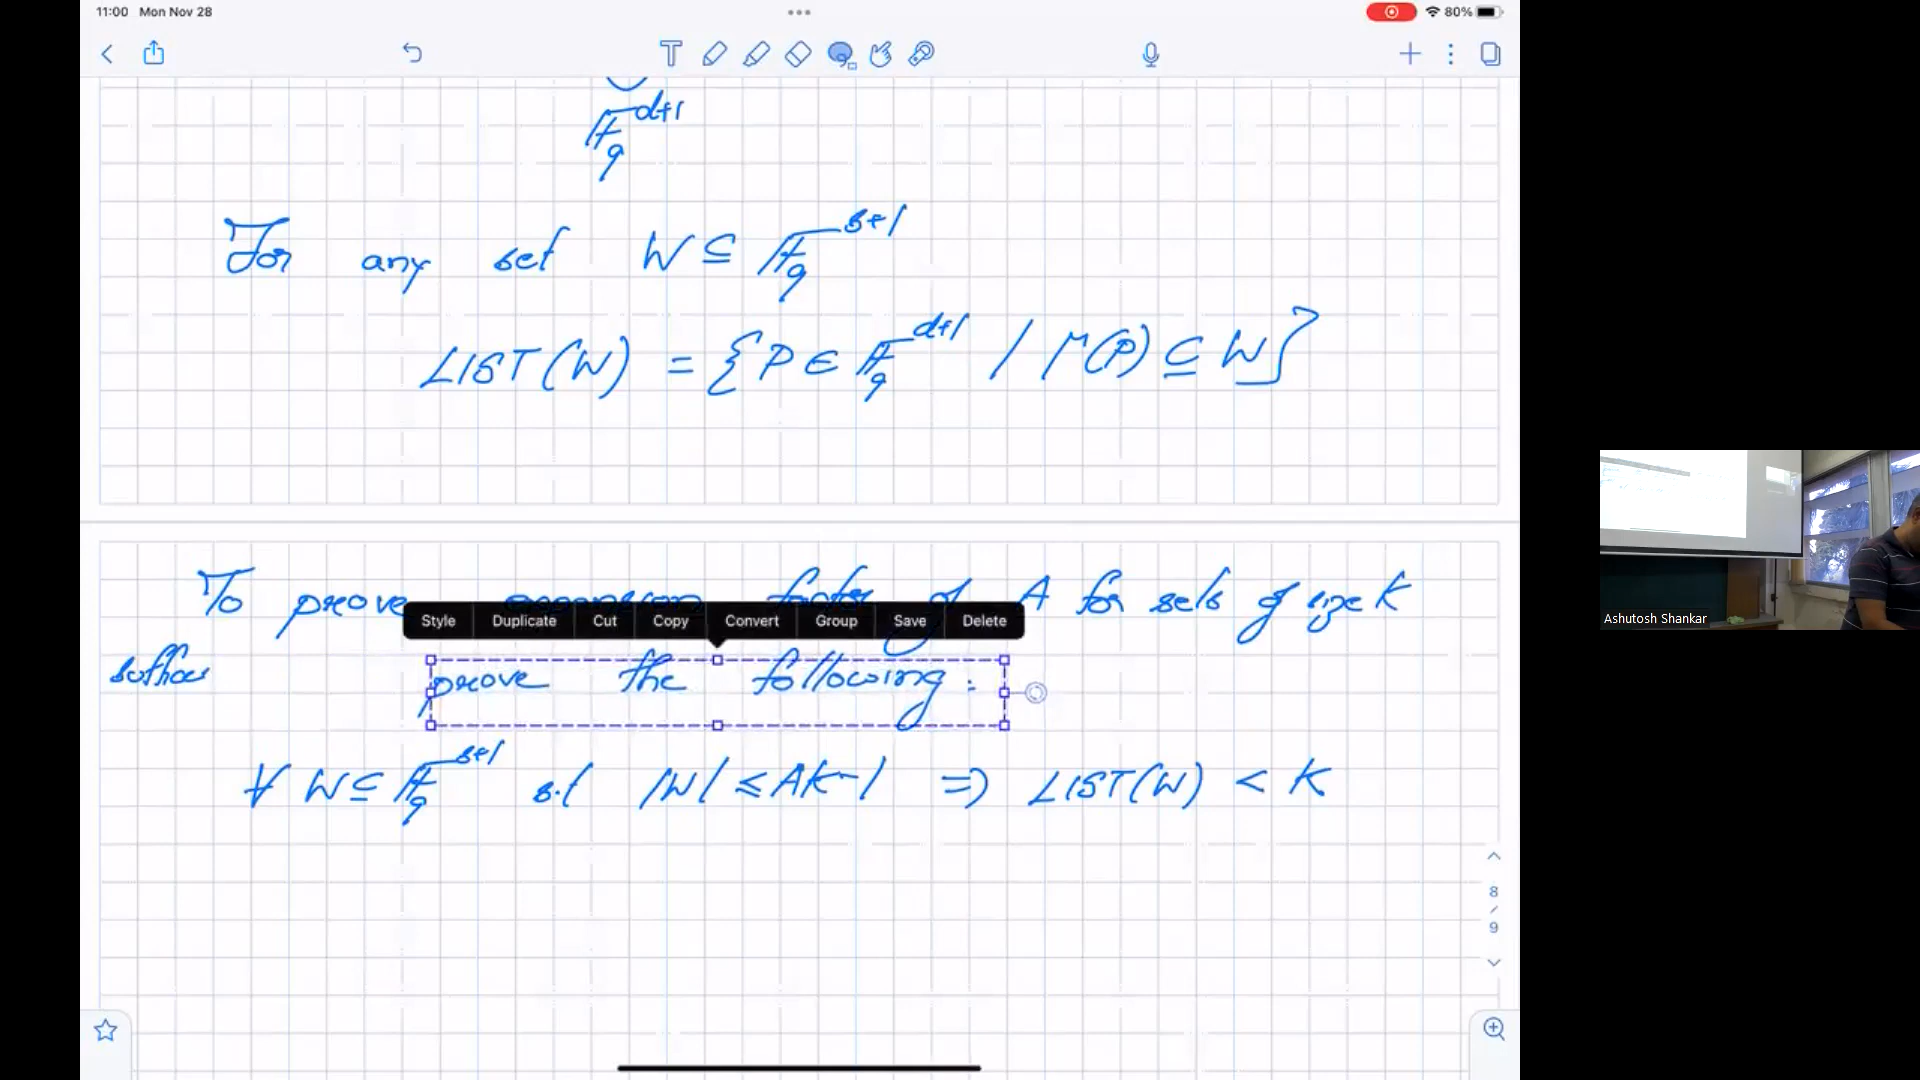 11:00 Mon Nov 28
80%
𝔽_q^{d+1}
For any set W ⊆ 𝔽_q^{s+1}
LIST(W) = {P ∈ 𝔽_q^{d+1} / Γ(P) ⊆ W}
To prove expansion factor of A for sets of size K
Style Duplicate Cut Copy Convert Group Save Delete
suffices prove the following :
∀ W ⊆ 𝔽_q^{s+1} s.t |W| ≤ AK-1 ⇒ LIST(W) < K
8
/
9
Ashutosh Shankar